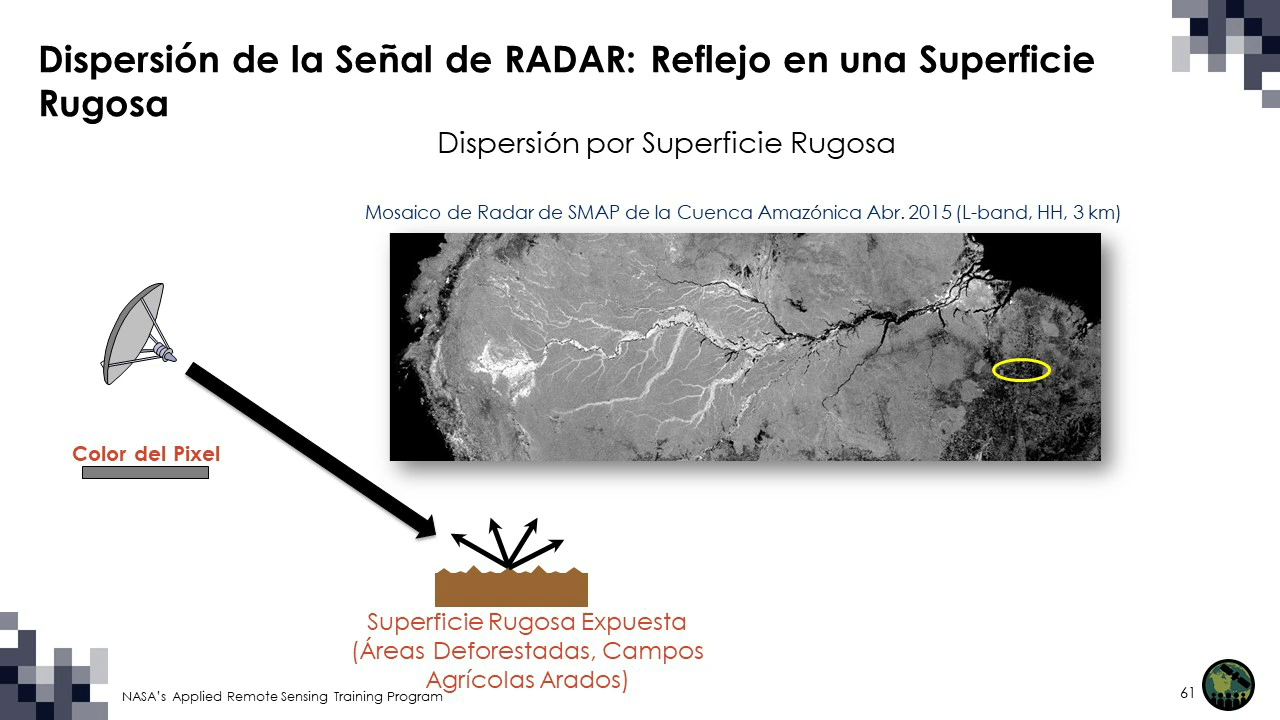 Dispersión de la Señal de RADAR: Reflejo en una Superficie
Rugosa
Dispersión por Superficie Rugosa
Mosaico de Radar de SMAP de la Cuenca Amazónica Abr. 2015 (L-band, HH, 3 km)
Color del Pixel
Superficie Rugosa Expuesta
(Áreas Deforestadas, Campos
Agrícolas Arados)
NASA's Applied Remote Sensing Training Program
61